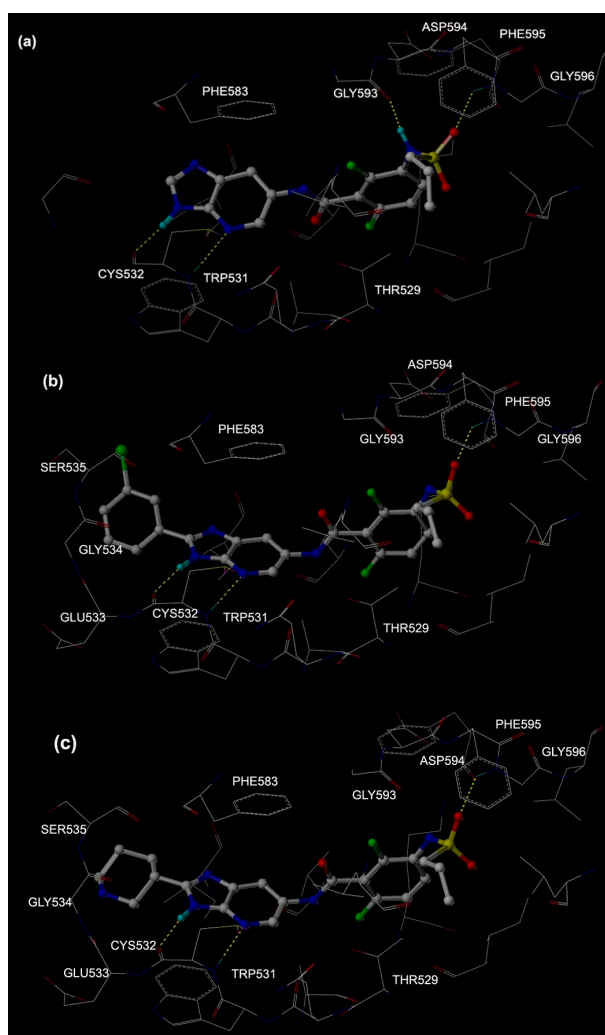 (a)
ASP594
PHE595
GLY596
PHE583
GLY593
CYS532
TRP531
THR529
(b)
ASP594
PHE595
PHE583
GLY593
GLY596
SER535
GLY534
GLU533
CYS532
TRP531
THR529
(c)
PHE595
ASP594
GLY596
PHE583
GLY593
SER535
GLY534
CYS532
GLU533
TRP531
THR529